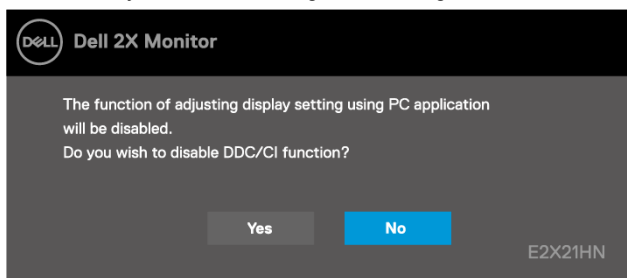 DELL
Dell 2X Monitor
The function of adjusting display setting using PC application
will be disabled.
Do you wish to disable DDC/CI function?
Yes
No
E2X21HN